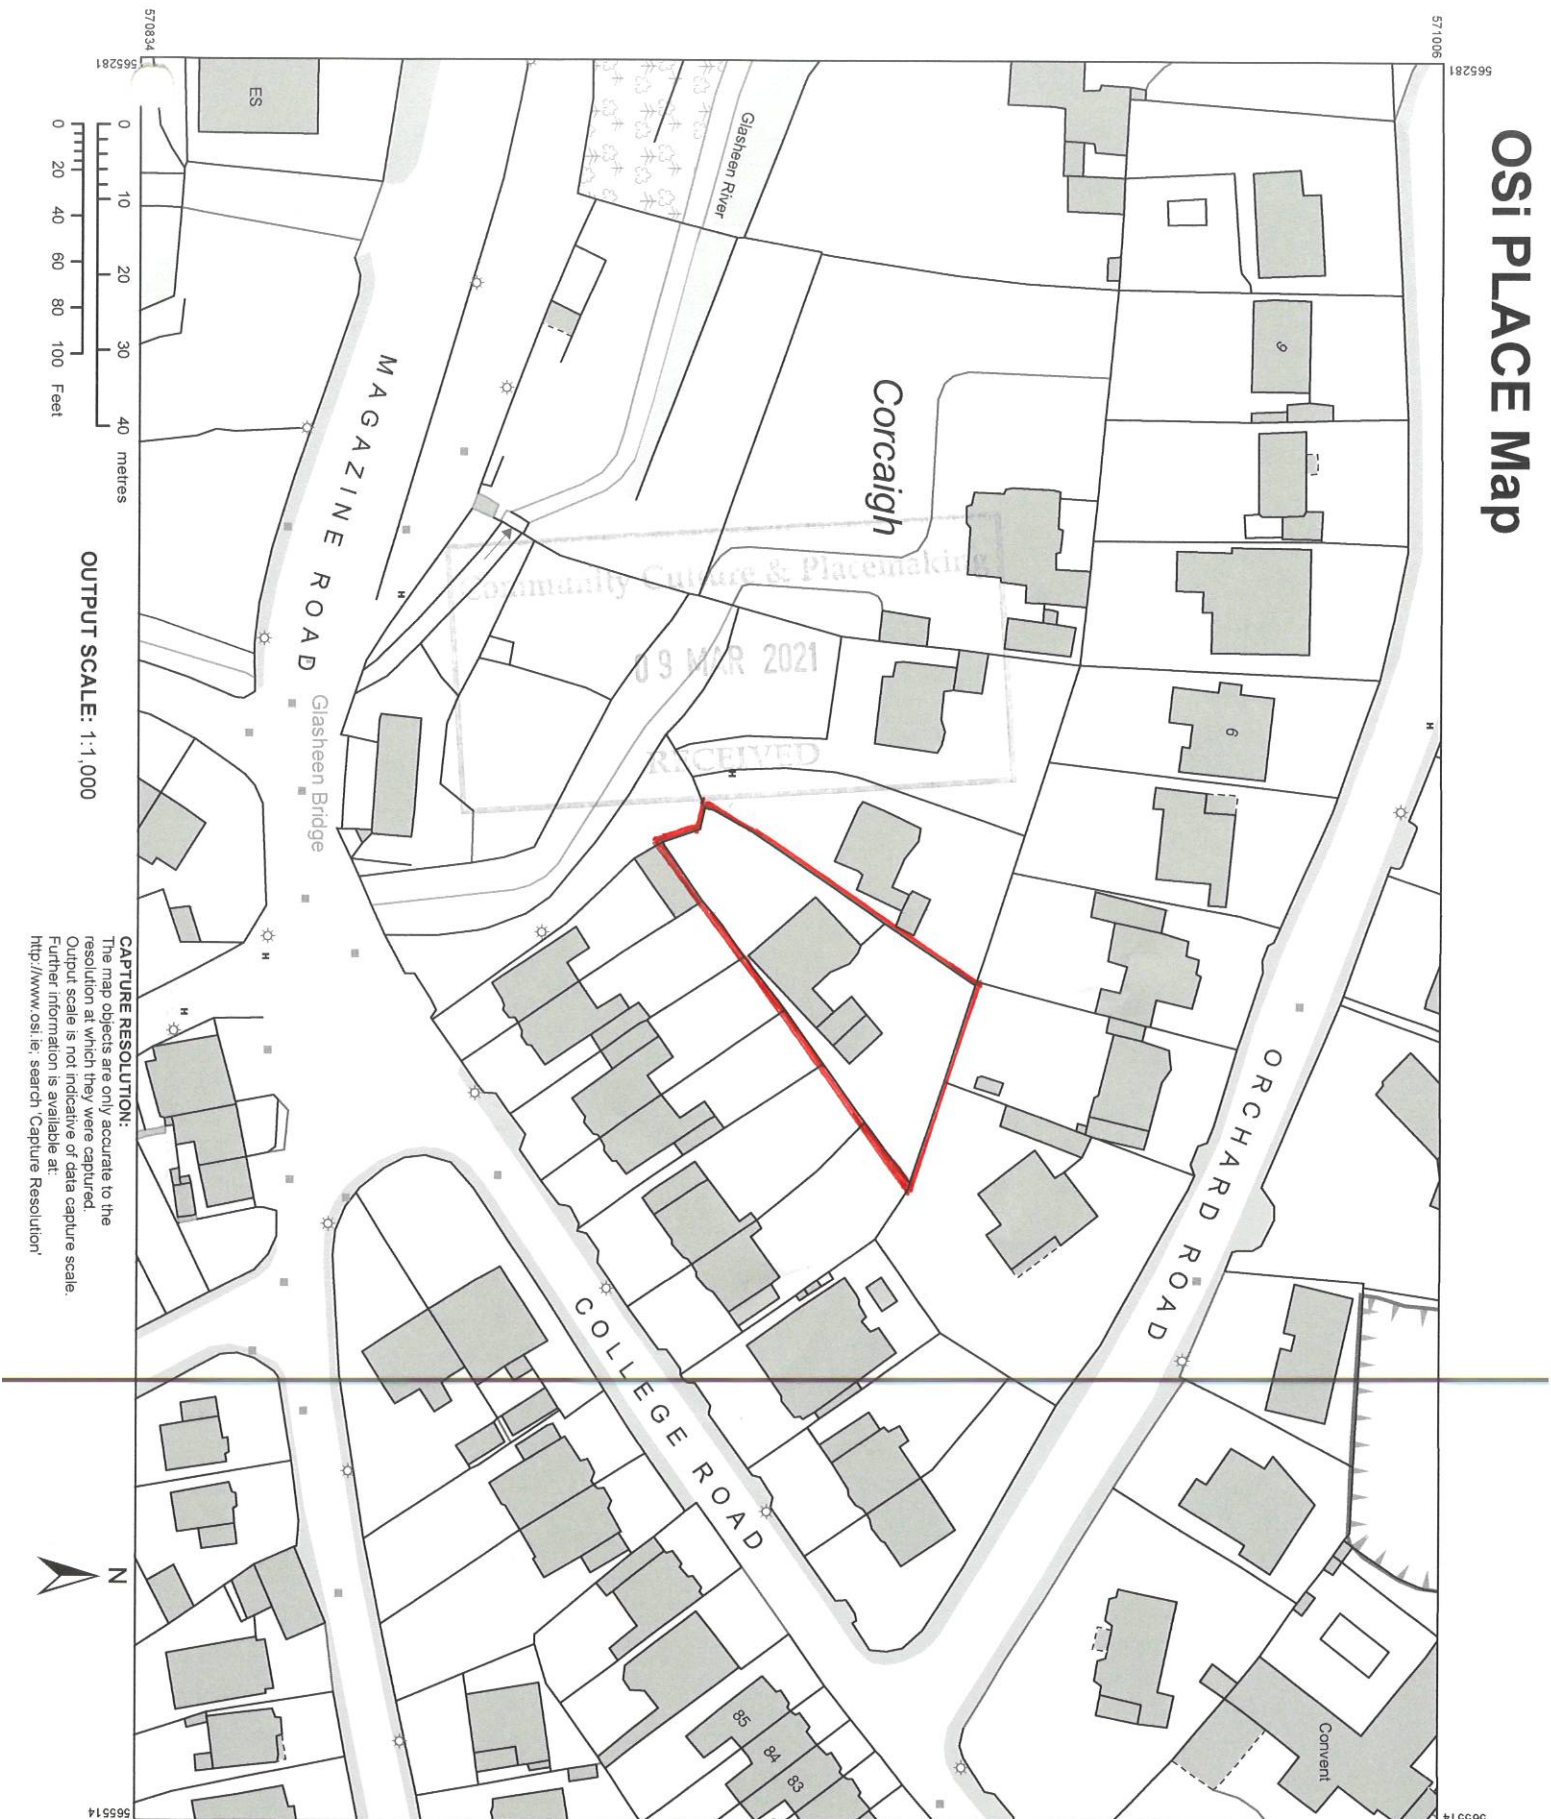 OSi PLACE Map
570834
571006
565281
565281
ES
Glasheen River
Corcaigh
9
6
MAGAZINE ROAD
Glasheen Bridge
ORCHARD ROAD
COLLEGE ROAD
85
84
83
Convent
H
H
H
H
H
Community Culture & Placemaking
09 MAR 2021
RECEIVED
0 10 20 30 40 metres
0 20 40 60 80 100 Feet
OUTPUT SCALE: 1:1,000
CAPTURE RESOLUTION:
The map objects are only accurate to the
resolution at which they were captured.
Output scale is not indicative of data capture scale.
Further information is available at:
http://www.osi.ie; search 'Capture Resolution'
N
565514
565514